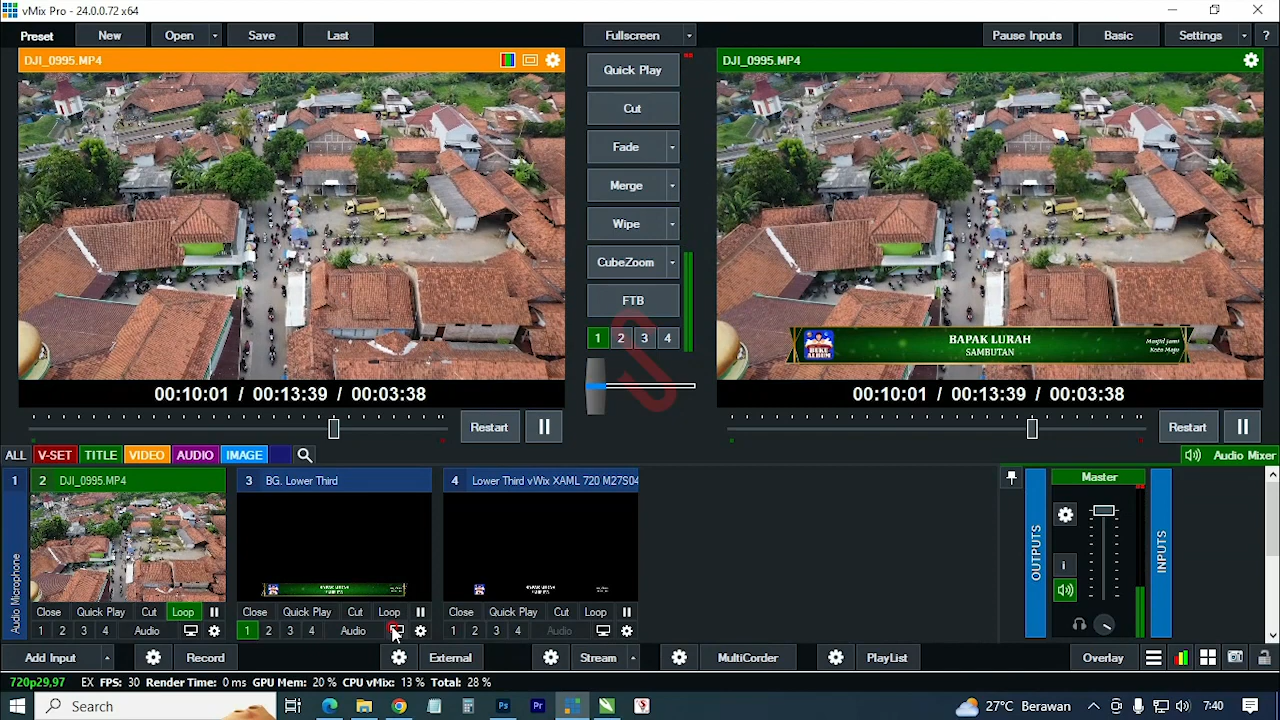 vMix Pro - 24.0.0.72 x64
Preset
New
Open
Save
Last
Fullscreen
Pause Inputs
Basic
Settings
?
DJI_0995.MP4
DJI_0995.MP4
Quick Play
Cut
Fade
Merge
Wipe
CubeZoom
FTB
1 2 3 4
BUKU ALBUM
BAPAK LURAH
SAMBUTAN
Masjid Jami
Kota Maju
00:10:01 / 00:13:39 / 00:03:38
00:10:01 / 00:13:39 / 00:03:38
Restart
Restart
ALL V-SET TITLE VIDEO AUDIO IMAGE
Audio Mixer
1
Audio Microphone
2 DJI_0995.MP4
3 BG. Lower Third
4 Lower Third vWix XAML 720 M27S04
Close Quick Play Cut Loop
Close Quick Play Cut Loop
Close Quick Play Cut Loop
1 2 3 4 Audio
1 2 3 4 Audio
1 2 3 4 Audio
OUTPUTS
Master
i
INPUTS
Add Input
Record
External
Stream
MultiCorder
PlayList
Overlay
720p29,97 EX FPS: 30 Render Time: 0 ms GPU Mem: 20 % CPU vMix: 13 % Total: 28 %
Search
27°C Berawan
7:40